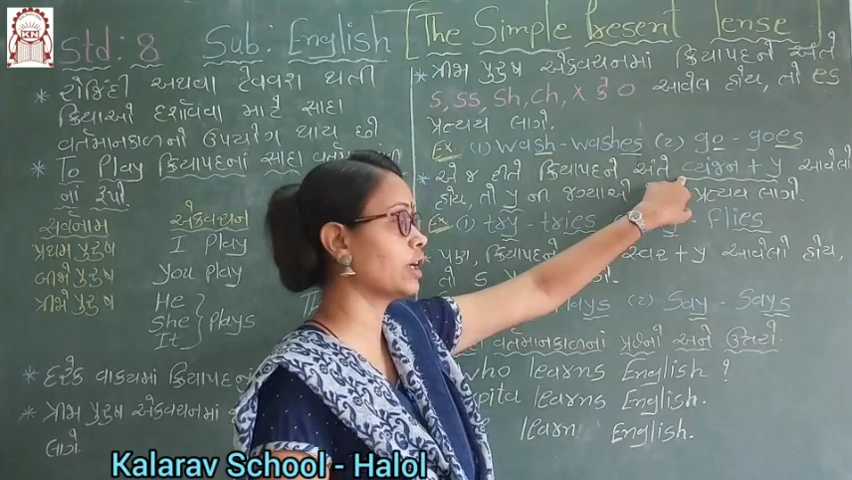 KN
Std: 8 Sub: English
* રોજિંદી અથવા ટેવવશ થતી
ક્રિયાઓ દર્શાવવા માટે સાદા
વર્તમાનકાળનો ઉપયોગ થાય છે
* To Play ક્રિયાપદનાં સાદા
નાં રૂપો
સર્વનામ એકવચન
પ્રથમ પુરુષ I Play
બીજો પુરુષ You Play
ત્રીજો પુરુષ He
She } Plays
It
* દરેક વાક્યમાં ક્રિયાપદનાં
* ત્રીજા પુરુષ એકવચનમાં
લાગે.
[The Simple Present Tense]
* ત્રીજા પુરુષ એકવચનમાં ક્રિયાપદને અંતે
S, SS, Sh, Ch, X કે O આવેલ હોય, તો es
પ્રત્યય લાગે.
Ex. (1) wash - washes (2) go - goes
* એ જ રીતે ક્રિયાપદને અંતે વ્યંજન + y આવેલો
હોય, તો y ની જગ્યાએ પ્રત્યય લાગે.
Ex. (1) try - tries Flies
* પણ, ક્રિયાપદને સ્વર + y આવેલો હોય,
તો S
Plays (2) Say - Says
વર્તમાનકાળનાં પ્રશ્નો અને ઉત્તરો.
who learns English ?
learns English.
learn English.
Kalarav School - Halol